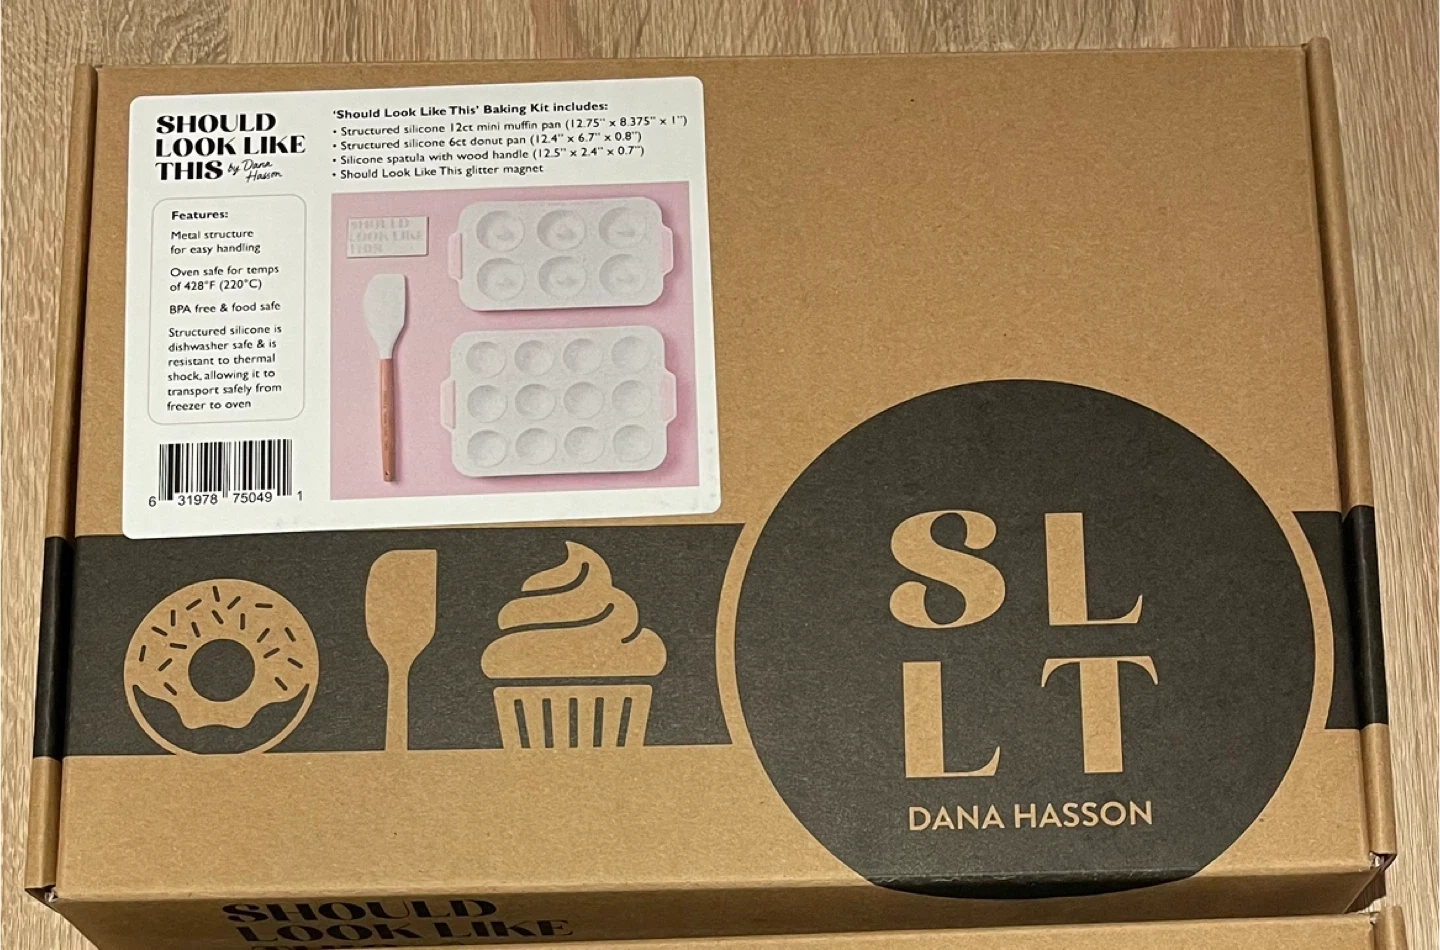 SHOULD
LOOK LIKE
THIS by Dana
Hasson
'Should Look Like This' Baking Kit includes:
• Structured silicone 12ct mini muffin pan (12.75" x 8.375" x 1")
• Structured silicone 6ct donut pan (12.4" x 6.7" x 0.8")
• Silicone spatula with wood handle (12.5" x 2.4" x 0.7")
• Should Look Like This glitter magnet
Features:
Metal structure
for easy handling
Oven safe for temps
of 428°F (220°C)
BPA free & food safe
Structured silicone is
dishwasher safe & is
resistant to thermal
shock, allowing it to
transport safely from
freezer to oven
SHOULD
LOOK LIKE
THIS
6 31978 75049 1
SL
LT
DANA HASSON
SHOULD
LOOK LIKE